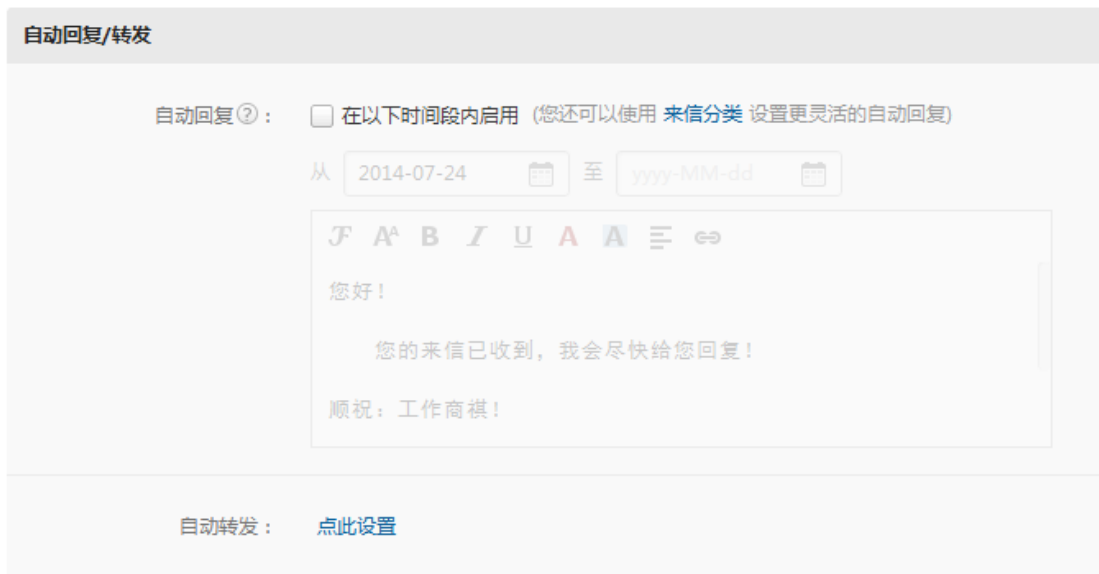 自动回复/转发
自动回复?： 在以下时间段内启用 (您还可以使用 来信分类 设置更灵活的自动回复)
从 2014-07-24 至 yyyy-MM-dd
F AA B I U A A
您好！
您的来信已收到，我会尽快给您回复！
顺祝：工作商祺！
自动转发： 点此设置